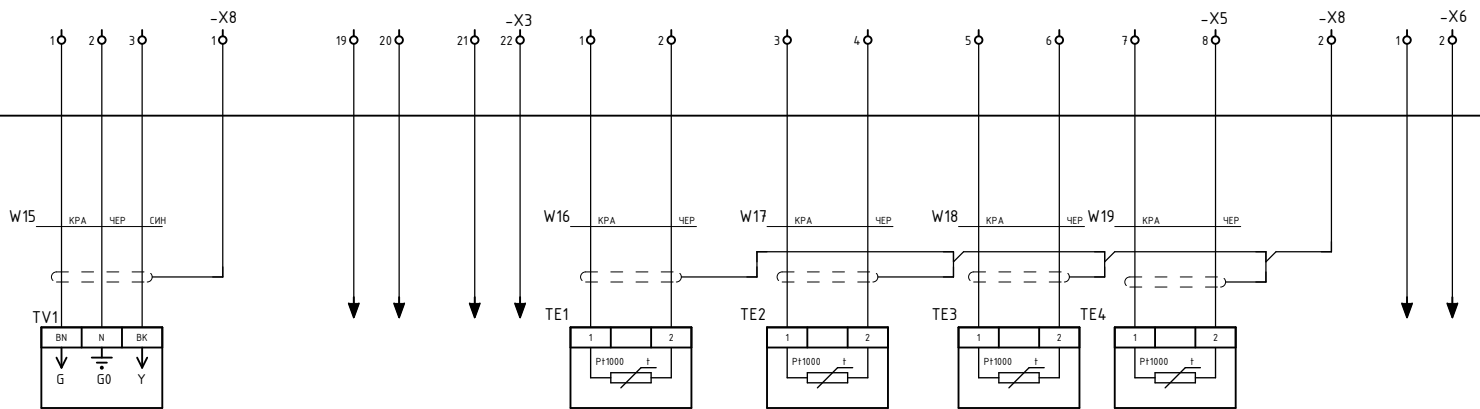 -X8 -X3 -X5 -X8 -X6
1 2 3 1 19 20 21 22 1 2 3 4 5 6 7 8 2 1 2
W15 КРА ЧЕР СИН W16 КРА ЧЕР W17 КРА ЧЕР W18 КРА ЧЕР W19 КРА ЧЕР
TV1 TE1 TE2 TE3 TE4
BN N BK 1 2 1 2 1 2 1 2
Pt1000 t Pt1000 t Pt1000 t Pt1000 t
G G0 Y